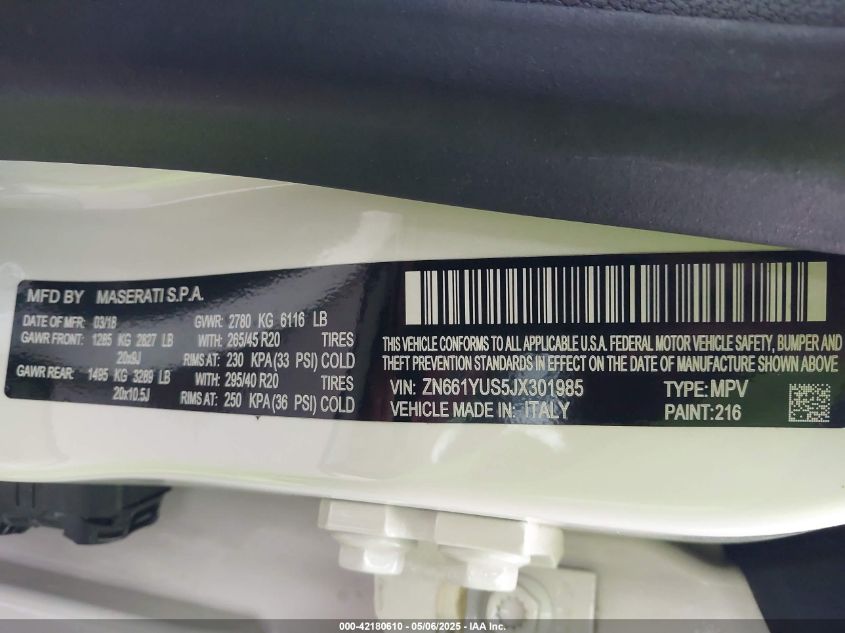 MFD BY MASERATI S.P.A.
DATE OF MFR: 03/18 GVWR: 2780 KG 6116 LB
GAWR FRONT: 1285 KG 2827 LB WITH: 265/45 R20 TIRES
20x9J RIMS AT: 230 KPA (33 PSI) COLD
GAWR REAR: 1495 KG 3289 LB WITH: 295/40 R20 TIRES
20x10.5J RIMS AT: 250 KPA (36 PSI) COLD
THIS VEHICLE CONFORMS TO ALL APPLICABLE U.S.A. FEDERAL MOTOR VEHICLE SAFETY, BUMPER AND
THEFT PREVENTION STANDARDS IN EFFECT ON THE DATE OF MANUFACTURE SHOWN ABOVE
VIN: ZN661YUS5JX301985 TYPE: MPV
VEHICLE MADE IN: ITALY PAINT: 216
000-42180610 - 05/06/2025 - IAA Inc.